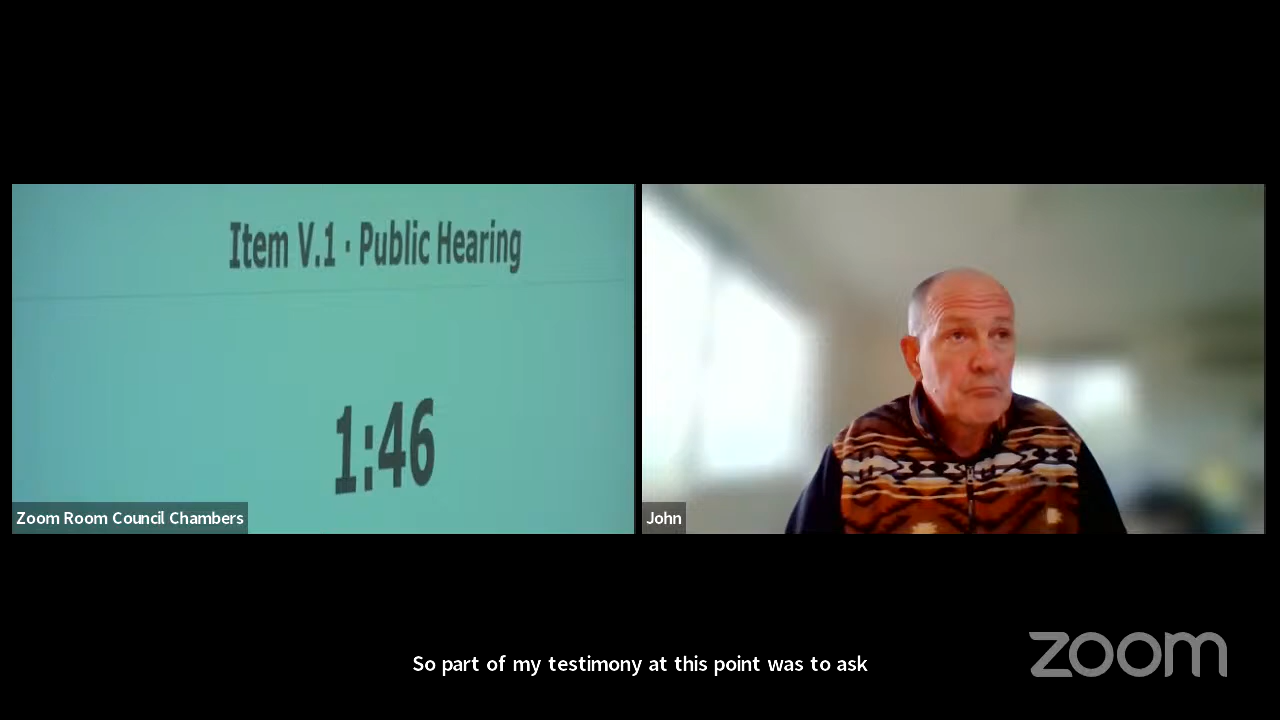 Item V.1 · Public Hearing
1:46
Zoom Room Council Chambers
John
So part of my testimony at this point was to ask
zoom